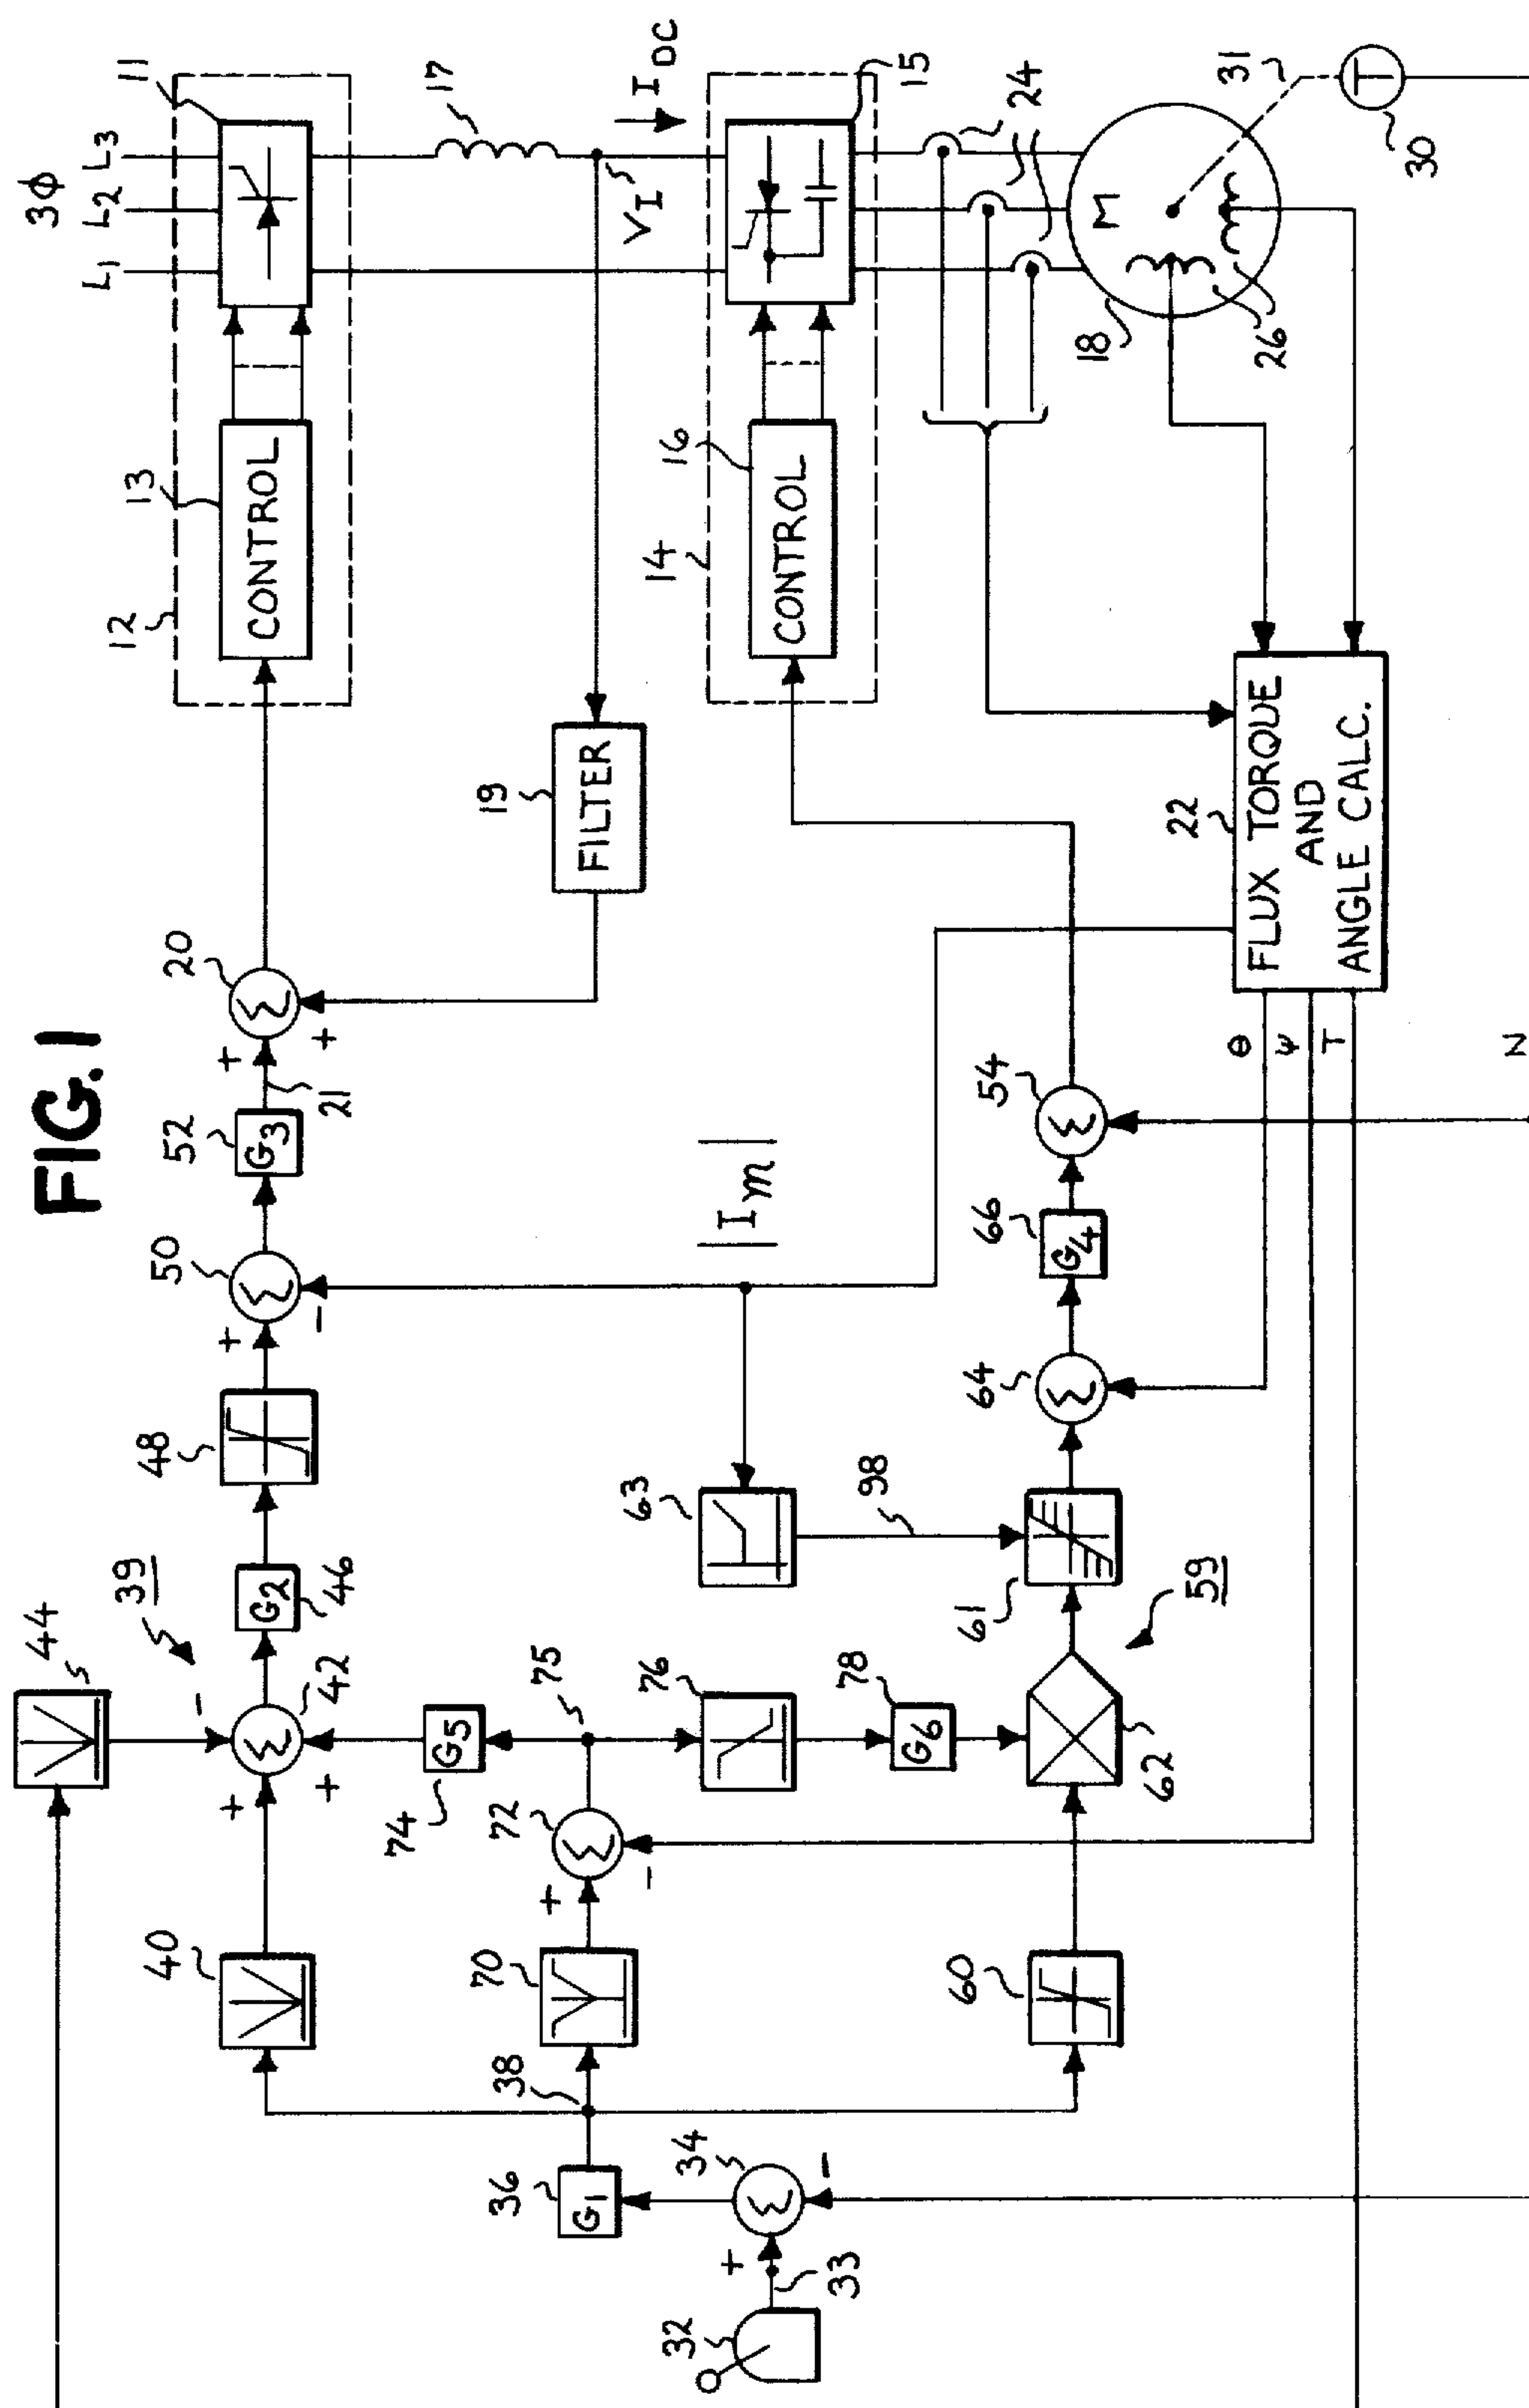 FIG. 1
3ϕ
L1 L2 L3
11
12
13
CONTROL
17
I DC
VI
14
15
16
CONTROL
24
M
18
26
31
T
30
19
FILTER
20
Σ
+
+
21
52
G3
50
Σ
+
-
|Im|
48
39
46
G2
44
42
Σ
-
+
+
40
74
G5
75
72
Σ
+
-
76
78
G6
70
38
36
G1
34
Σ
+
-
33
32
60
62
59
61
63
98
64
Σ
66
G4
54
Σ
22
FLUX TORQUE
AND
ANGLE CALC.
θ
ψ
T
N